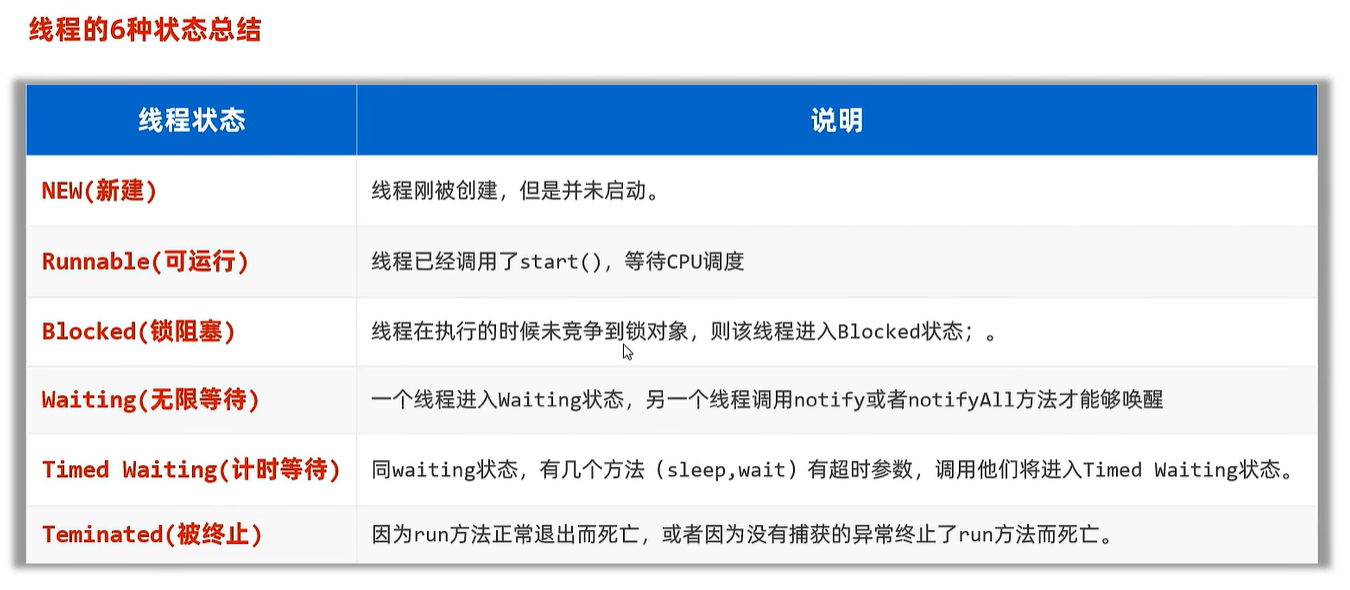 线程的6种状态总结
线程状态 说明
NEW(新建) 线程刚被创建，但是并未启动。
Runnable(可运行) 线程已经调用了start()，等待CPU调度
Blocked(锁阻塞) 线程在执行的时候未竞争到锁对象，则该线程进入Blocked状态；。
Waiting(无限等待) 一个线程进入Waiting状态，另一个线程调用notify或者notifyAll方法才能够唤醒
Timed Waiting(计时等待) 同waiting状态，有几个方法（sleep,wait）有超时参数，调用他们将进入Timed Waiting状态。
Teminated(被终止) 因为run方法正常退出而死亡，或者因为没有捕获的异常终止了run方法而死亡。